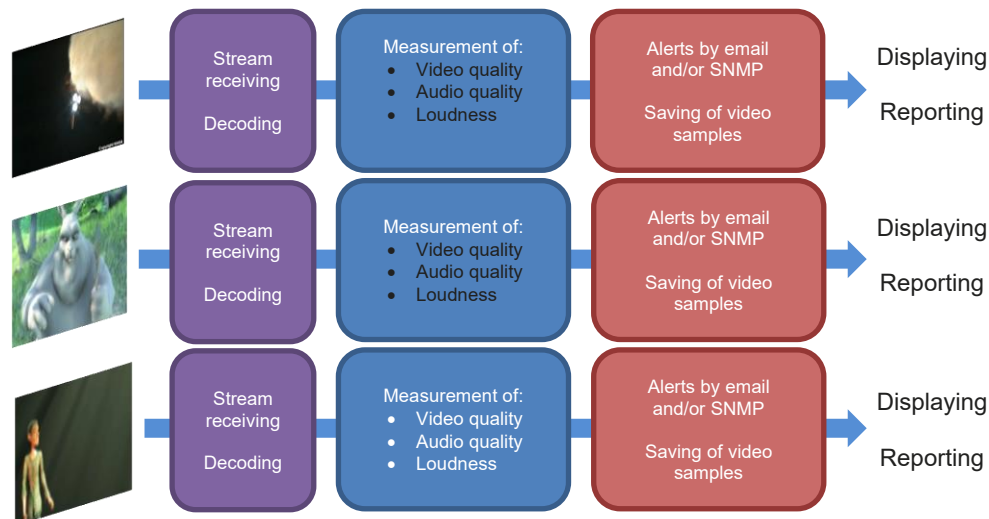 Stream
receiving
Decoding
Measurement of:
• Video quality
• Audio quality
• Loudness
Alerts by email
and/or SNMP
Saving of video
samples
Displaying
Reporting
Stream
receiving
Decoding
Measurement of:
• Video quality
• Audio quality
• Loudness
Alerts by email
and/or SNMP
Saving of video
samples
Displaying
Reporting
Stream
receiving
Decoding
Measurement of:
• Video quality
• Audio quality
• Loudness
Alerts by email
and/or SNMP
Saving of video
samples
Displaying
Reporting